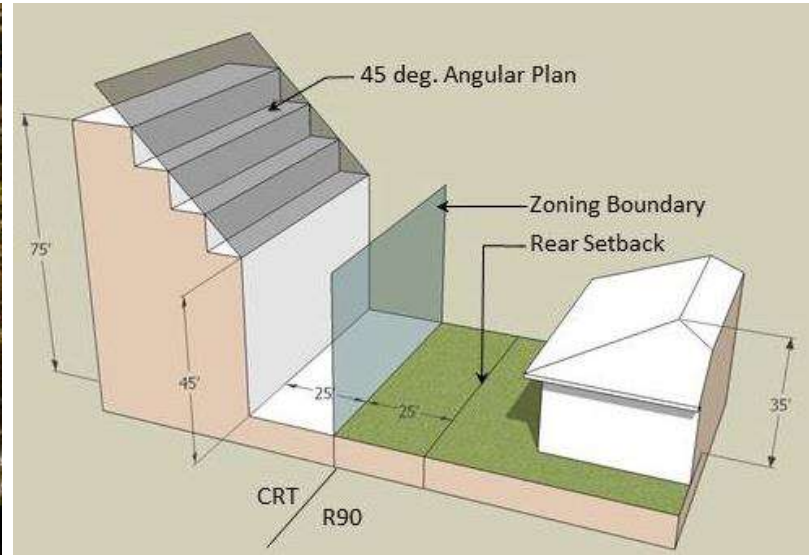 45 deg. Angular Plan
Zoning Boundary
Rear Setback
75'
45'
25'
25'
35'
CRT
R90